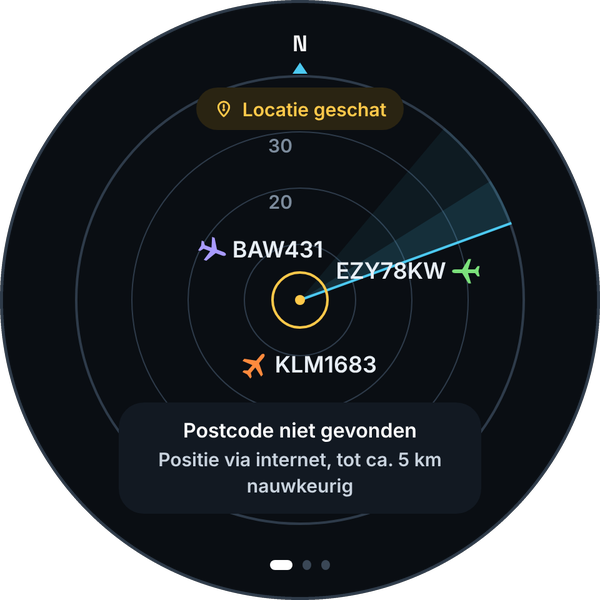 N
Locatie geschat
30
20
BAW431
EZY78KW
KLM1683
Postcode niet gevonden
Positie via internet, tot ca. 5 km
nauwkeurig